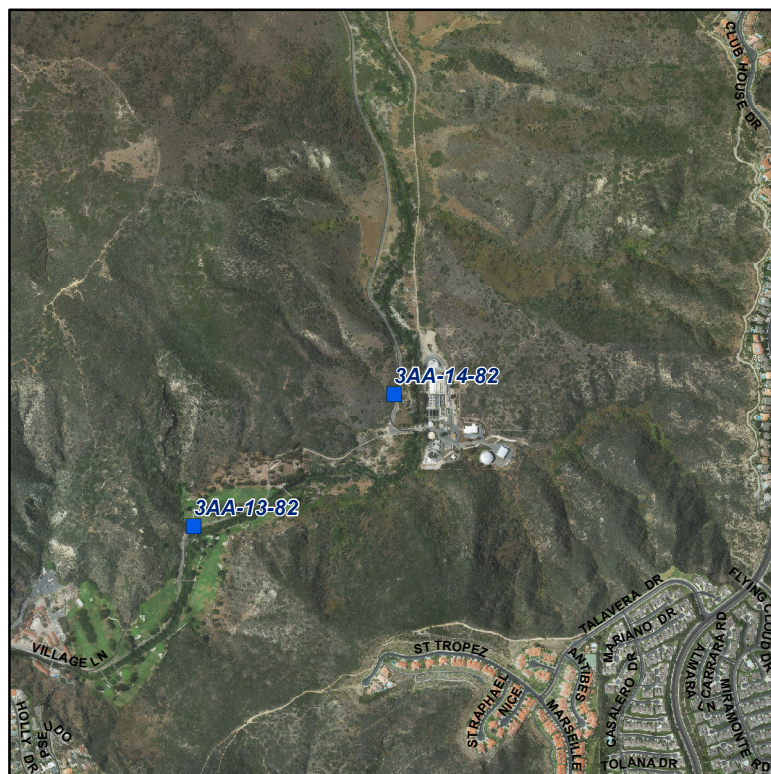 CLUB HOUSE DR
3AA-14-82
3AA-13-82
VILLAGE LN
HOLLY DR
ST TROPEZ
ST RAPHAEL
NICE
ANTIBES
MARSEILLE
TALAVERA DR
MARIANO DR
CASALERO DR
TOLANA DR
FLYING CLOUD DR
CARRARA RD
ALMARA LN
MIRAMONTE RD